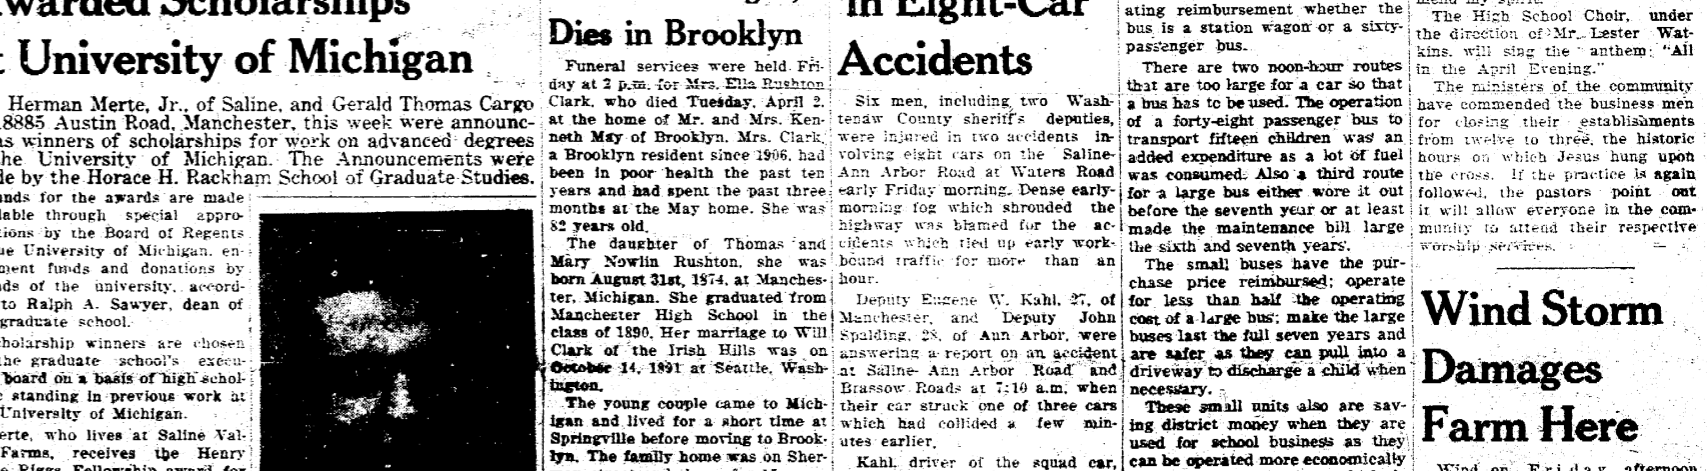 warded Scholarships
t University of Michigan
Herman Merte, Jr., of Saline, and Gerald Thomas Cargo
18885 Austin Road, Manchester, this week were announc-
as winners of scholarships for work on advanced degrees
the University of Michigan. The Announcements were
de by the Horace H. Rackham School of Graduate Studies.
unds for the awards are made
lable through special appro-
tions by the Board of Regents
he University of Michigan, en-
ment funds and donations by
nds of the university, accord-
to Ralph A. Sawyer, dean of
graduate school.
cholarship winners are chosen
the graduate school's execu-
board on a basis of high schol-
c standing in previous work at
University of Michigan.
erte, who lives at Saline Val-
Farms, receives the Henry
Dies in Brooklyn
Funeral services were held Fri-
day at 2 p.m. for Mrs. Ella Rushton
Clark, who died Tuesday, April 2,
at the home of Mr. and Mrs. Ken-
neth May of Brooklyn. Mrs. Clark,
a Brooklyn resident since 1906, had
been in poor health the past ten
years and had spent the past three
months at the May home. She was
82 years old.
The daughter of Thomas and
Mary Nowlin Rushton, she was
born August 31st, 1874, at Manches-
ter, Michigan. She graduated from
Manchester High School in the
class of 1890. Her marriage to Will
Clark of the Irish Hills was on
October 14, 1891 at Seattle, Wash-
ington.
The young couple came to Mich-
igan and lived for a short time at
Springville before moving to Brook-
lyn. The family home was on Sher-
in Eight-Car
Accidents
Six men, including two Wash-
tenaw County sheriff's deputies,
were injured in two accidents in-
volving eight cars on the Saline-
Ann Arbor Road at Waters Road
early Friday morning. Dense early-
morning fog which shrouded the
highway was blamed for the ac-
cidents which tied up early work-
bound traffic for more than an
hour.
Deputy Eugene W. Kahl, 27, of
Manchester, and Deputy John
Spalding, 28, of Ann Arbor, were
answering a report on an accident
at Saline-Ann Arbor Road and
Brassow Roads at 7:10 a.m. when
their car struck one of three cars
which had collided a few min-
utes earlier.
Kahl, driver of the squad car,
ating reimbursement whether the
bus is a station wagon or a sixty-
passenger bus.
There are two noon-hour routes
that are too large for a car so that
a bus has to be used. The operation
of a forty-eight passenger bus to
transport fifteen children was an
added expenditure as a lot of fuel
was consumed. Also a third route
for a large bus either wore it out
before the seventh year or at least
made the maintenance bill large
the sixth and seventh years.
The small buses have the pur-
chase price reimbursed; operate
for less than half the operating
cost of a large bus; make the large
buses last the full seven years and
are safer as they can pull into a
driveway to discharge a child when
necessary.
These small units also are sav-
ing district money when they are
used for school business as they
can be operated more economically
The High School Choir, under
the direction of Mr. Lester Wat-
kins, will sing the anthem: "All
in the April Evening."
The ministers of the community
have commended the business men
for closing their establishments
from twelve to three, the historic
hours on which Jesus hung upon
the cross. If the practice is again
followed, the pastors point out
it will allow everyone in the com-
munity to attend their respective
worship services.
Wind Storm
Damages
Farm Here
Wind on Friday afternoon